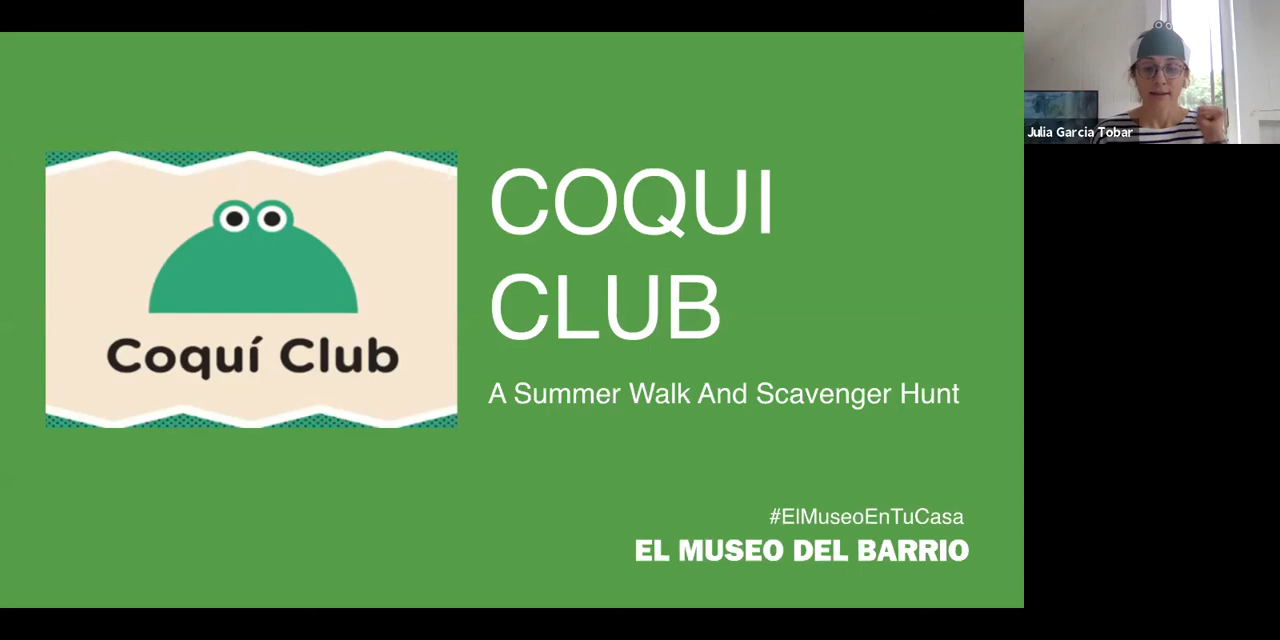 Coquí Club
COQUI
CLUB
A Summer Walk And Scavenger Hunt
#ElMuseoEnTuCasa
EL MUSEO DEL BARRIO
Julia Garcia Tobar